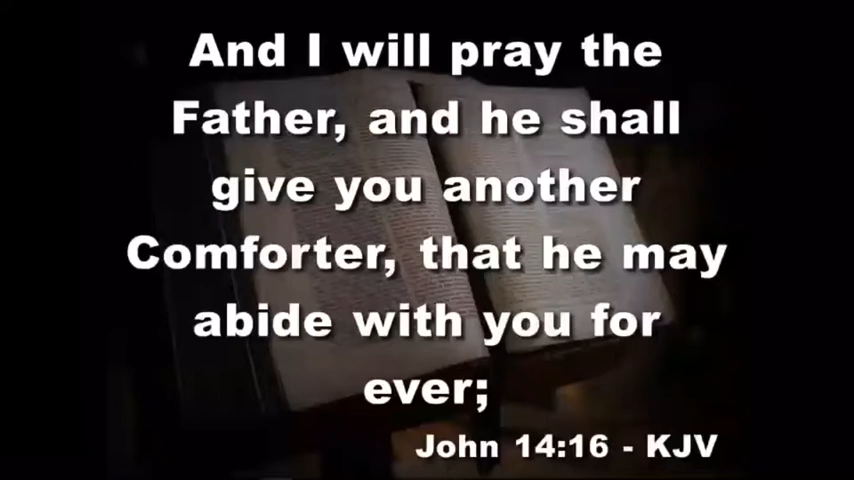 And I will pray the
Father, and he shall
give you another
Comforter, that he may
abide with you for
ever;
John 14:16 - KJV